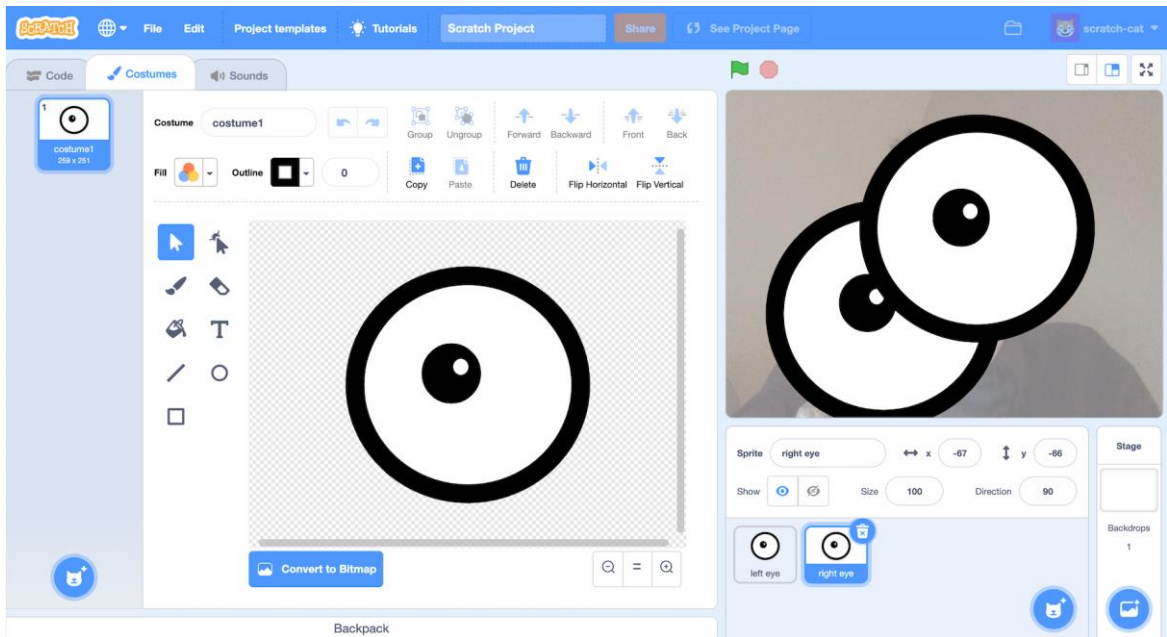 SCRATCH File Edit Project templates Tutorials Scratch Project Share See Project Page scratch-cat
Code Costumes Sounds
1
costume1
259 x 251
Costume costume1
Group Ungroup Forward Backward Front Back
Fill Outline 0
Copy Paste Delete Flip Horizontal Flip Vertical
Convert to Bitmap
Backpack
Sprite right eye x -67 y -66
Show Size 100 Direction 90
left eye right eye
Stage
Backdrops
1